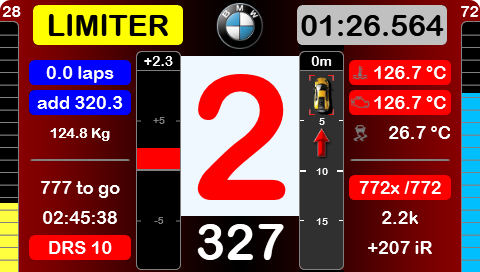 28
LIMITER
BMW
01:26.564
72
0.0 laps
add 320.3
124.8 Kg
777 to go
02:45:38
DRS 10
+2.3
+5
-5
2
327
0m
5
10
15
126.7 °C
126.7 °C
26.7 °C
772x /772
2.2k
+207 iR